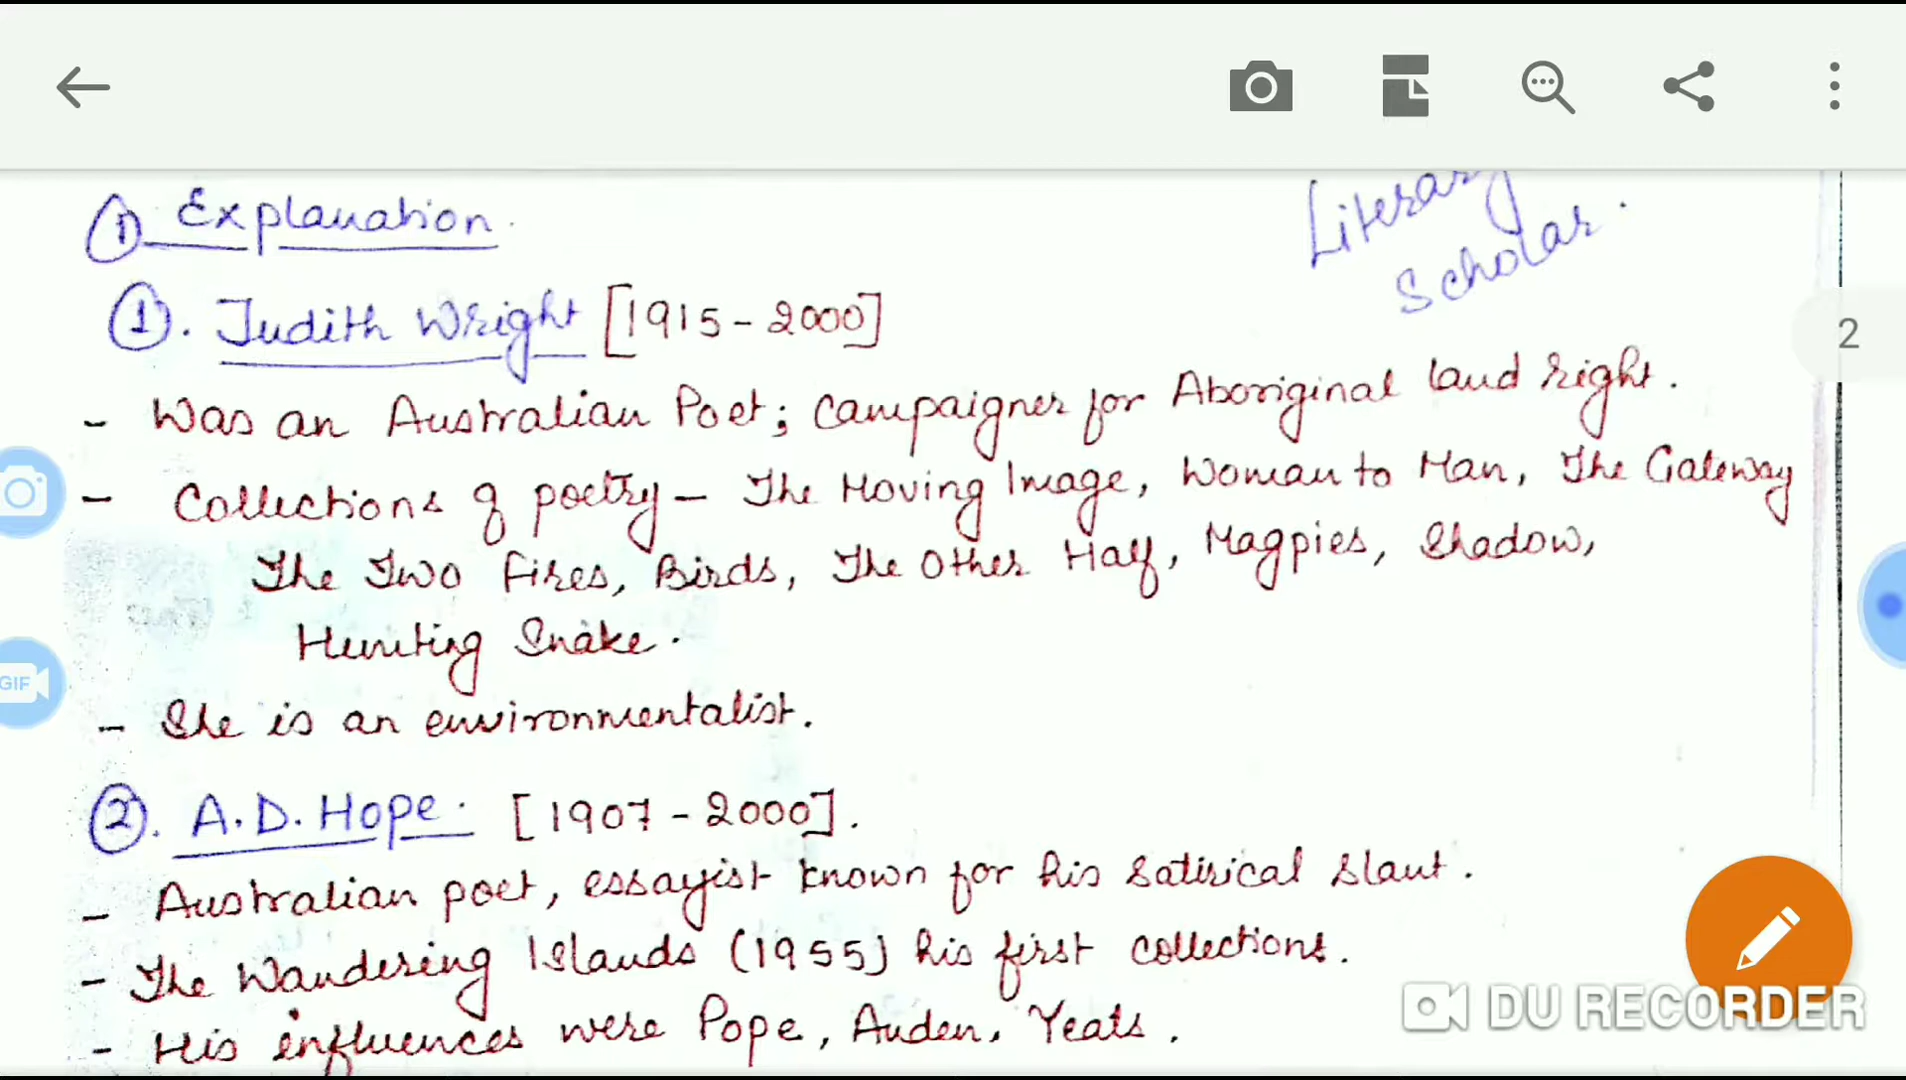 ① Explanation.
Literary
Scholar.
①. Judith Wright [1915-2000]
2
- Was an Australian Poet; Campaigner for Aboriginal land right.
- Collections of poetry - The Moving Image, Woman to Man, The Gateway
The Two Fires, Birds, The Other Half, Magpies, Shadow,
Hunting Snake.
GIF
- She is an environmentalist.
②. A.D. Hope. [1907-2000].
- Australian poet, essayist known for his satirical slant.
- The Wandering Islands (1955) his first collections.
- His influences were Pope, Auden, Yeats.
DU RECORDER